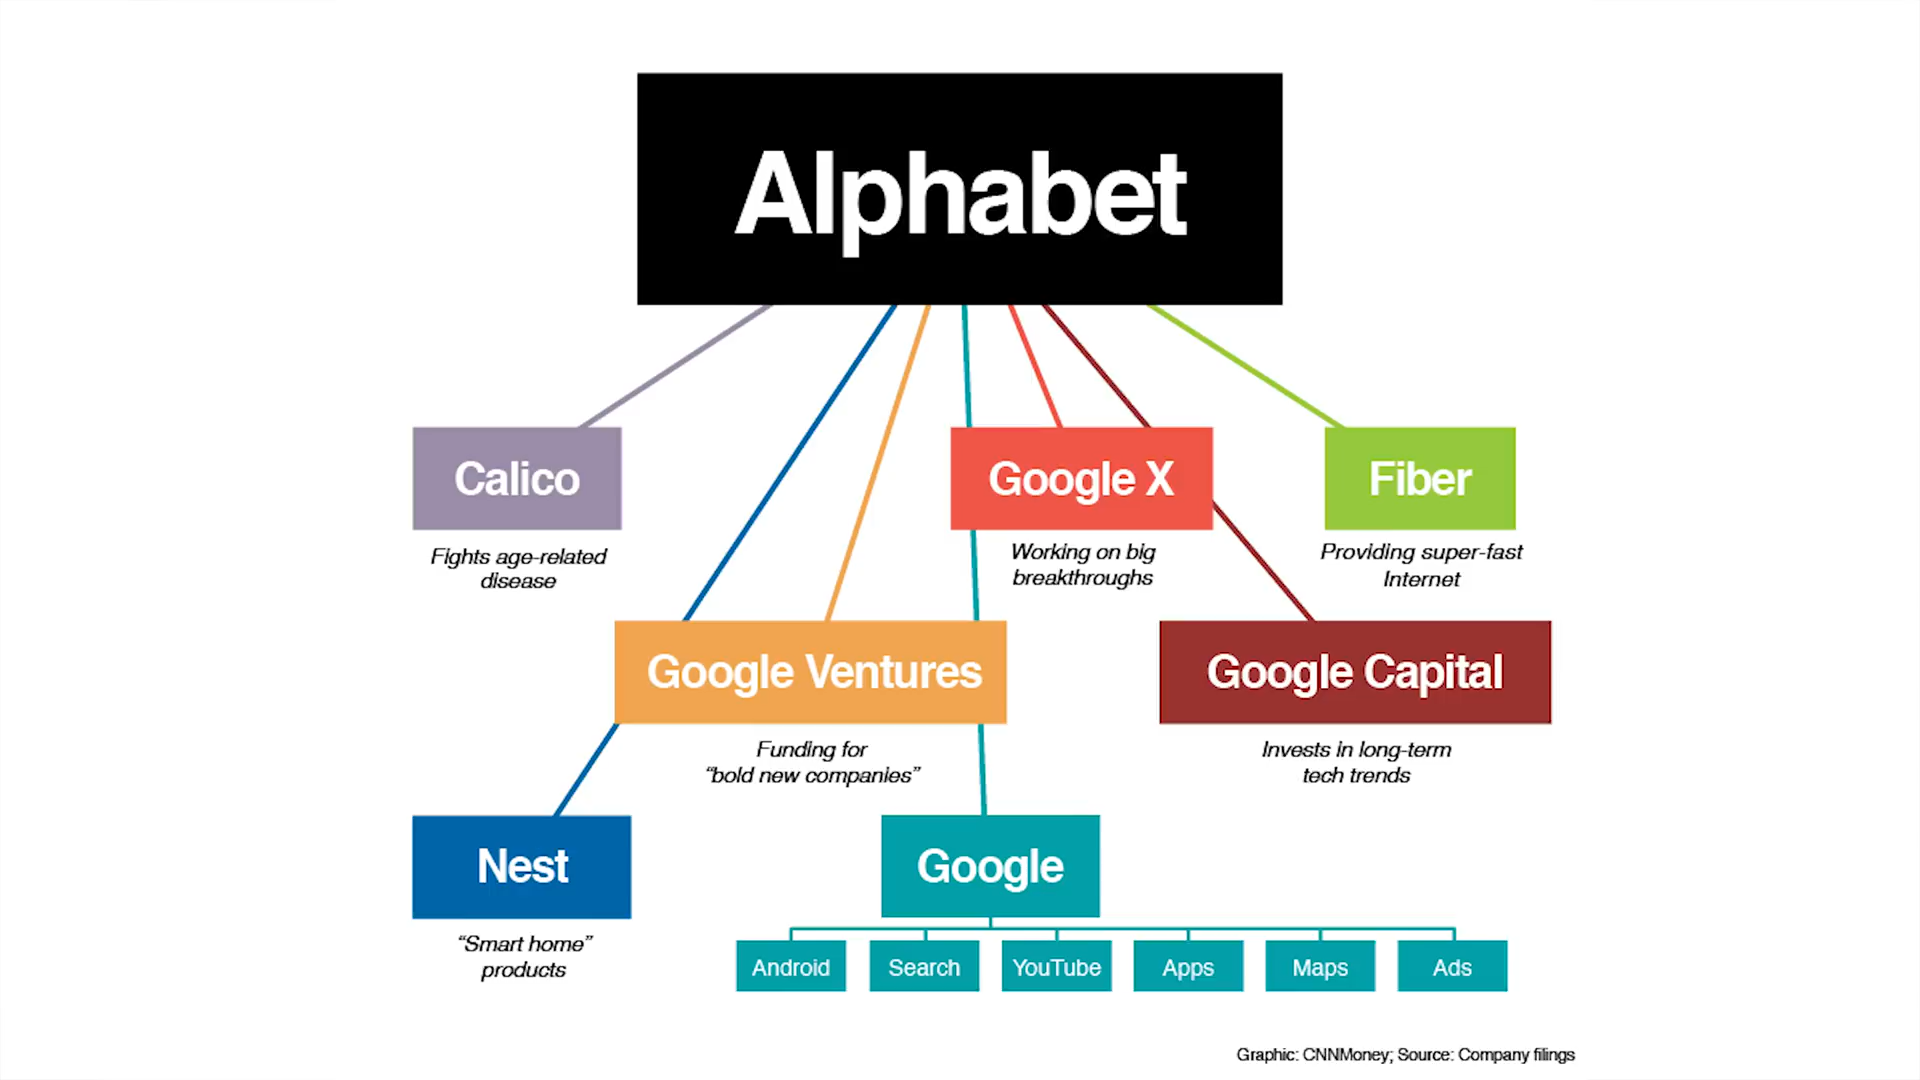 Alphabet
Calico
Fights age-related
disease
Google X
Working on big
breakthroughs
Fiber
Providing super-fast
Internet
Google Ventures
Funding for
“bold new companies”
Google Capital
Invests in long-term
tech trends
Nest
“Smart home”
products
Google
Android
Search
YouTube
Apps
Maps
Ads
Graphic: CNNMoney; Source: Company filings